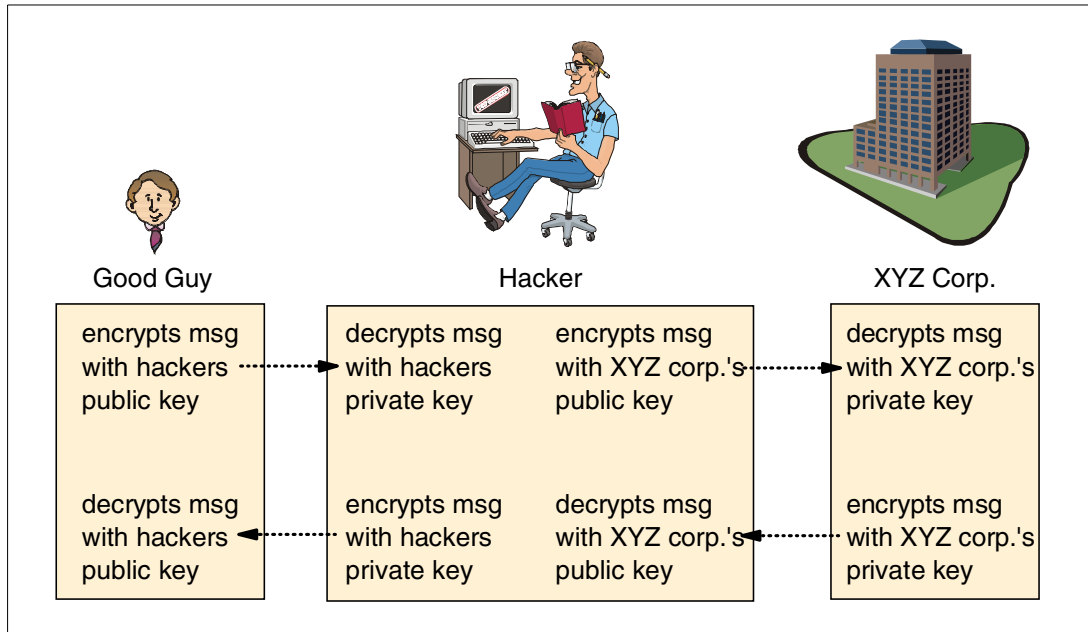 Good Guy
Hacker
XYZ Corp.
encrypts msg
with hackers
public key
decrypts msg
with hackers
private key
encrypts msg
with XYZ corp.'s
public key
decrypts msg
with XYZ corp.'s
private key
decrypts msg
with hackers
public key
encrypts msg
with hackers
private key
decrypts msg
with XYZ corp.'s
public key
encrypts msg
with XYZ corp.'s
private key